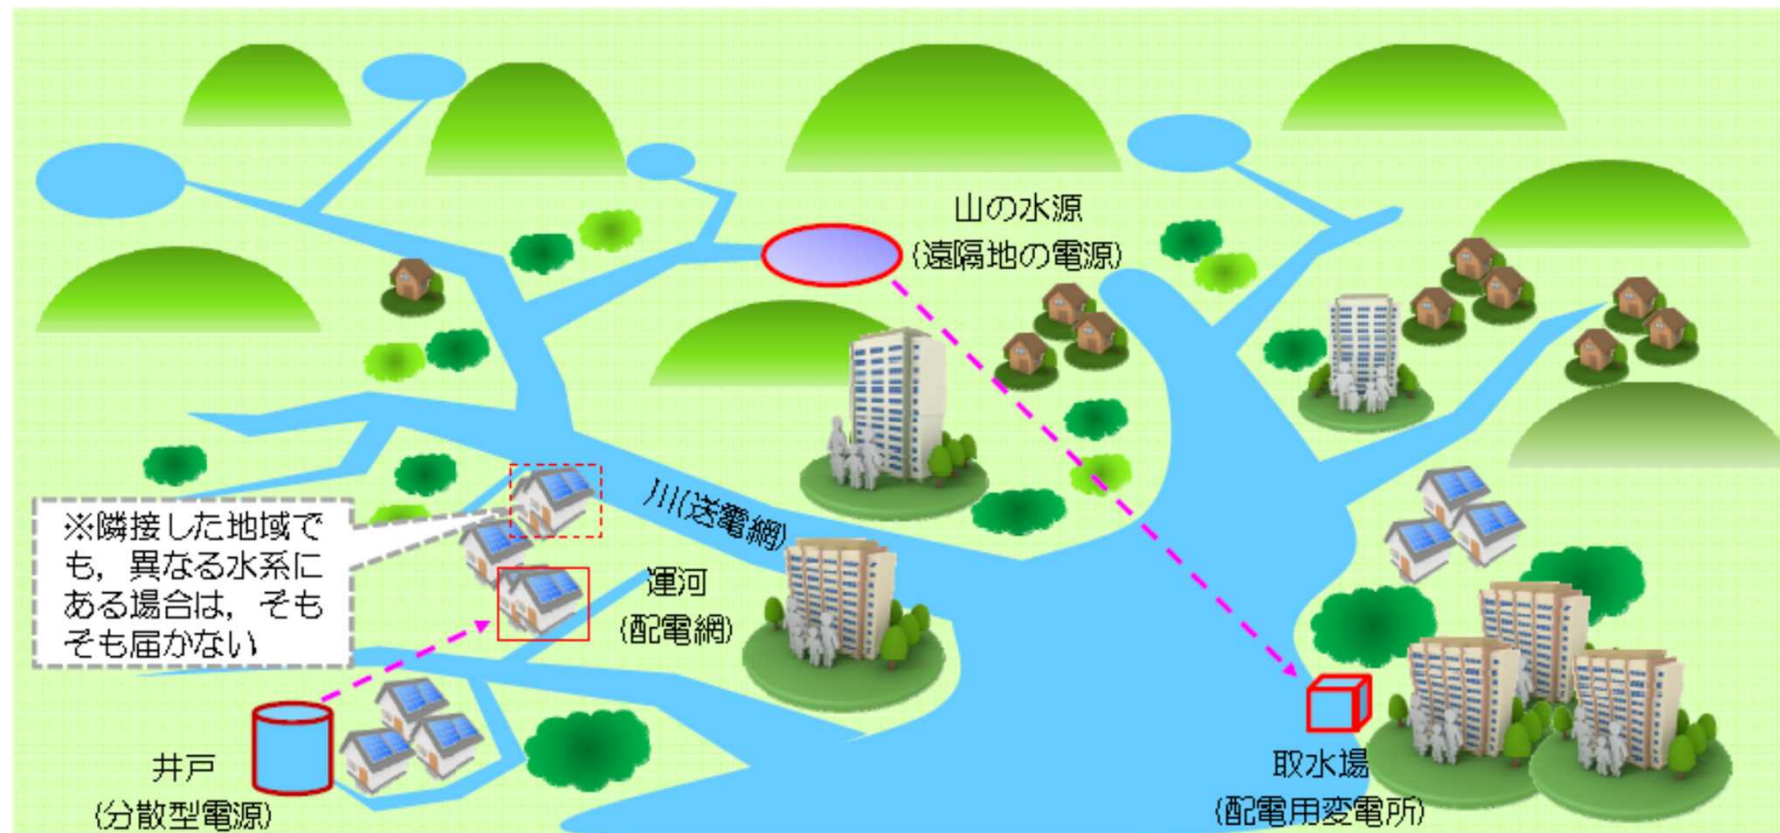 山の水源
(遠隔地の電源)
川(送電網)
※隣接した地域で
も，異なる水系に
ある場合は，そも
そも届かない
運河
(配電網)
井戸
(分散型電源)
取水場
(配電用変電所)